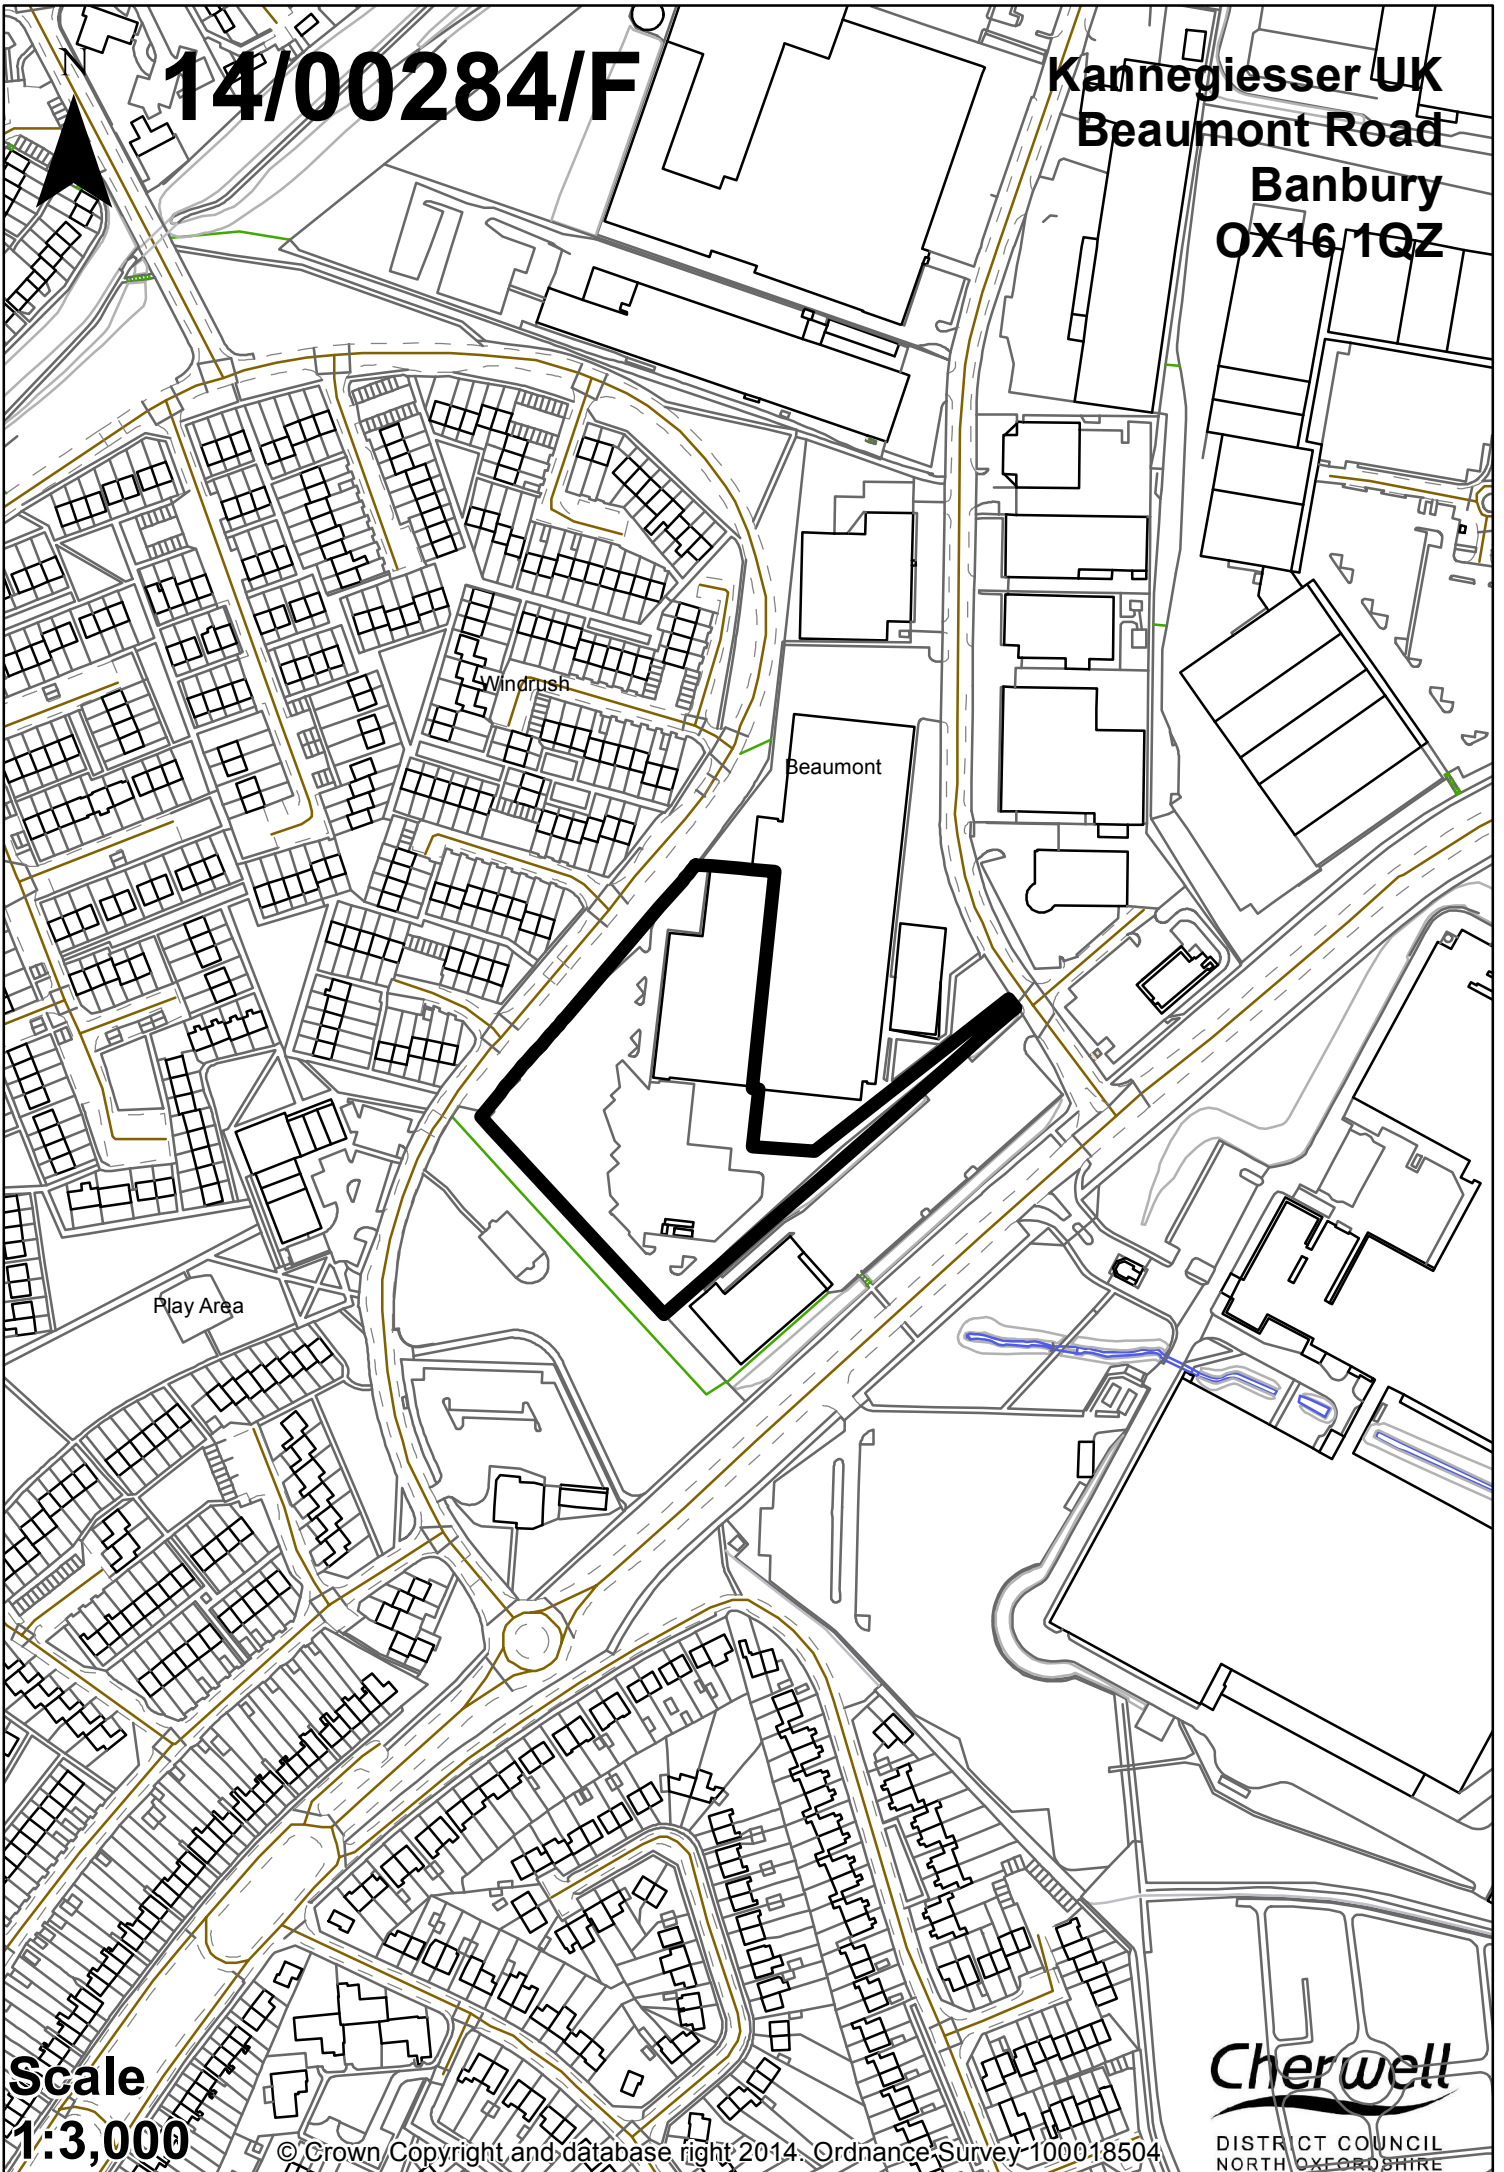 N
14/00284/F
Kannegiesser UK
Beaumont Road
Banbury
OX16 1QZ
Windrush
Beaumont
Play Area
Scale
1:3,000
© Crown Copyright and database right 2014. Ordnance Survey 100018504
Cherwell
DISTRICT COUNCIL
NORTH OXFORDSHIRE